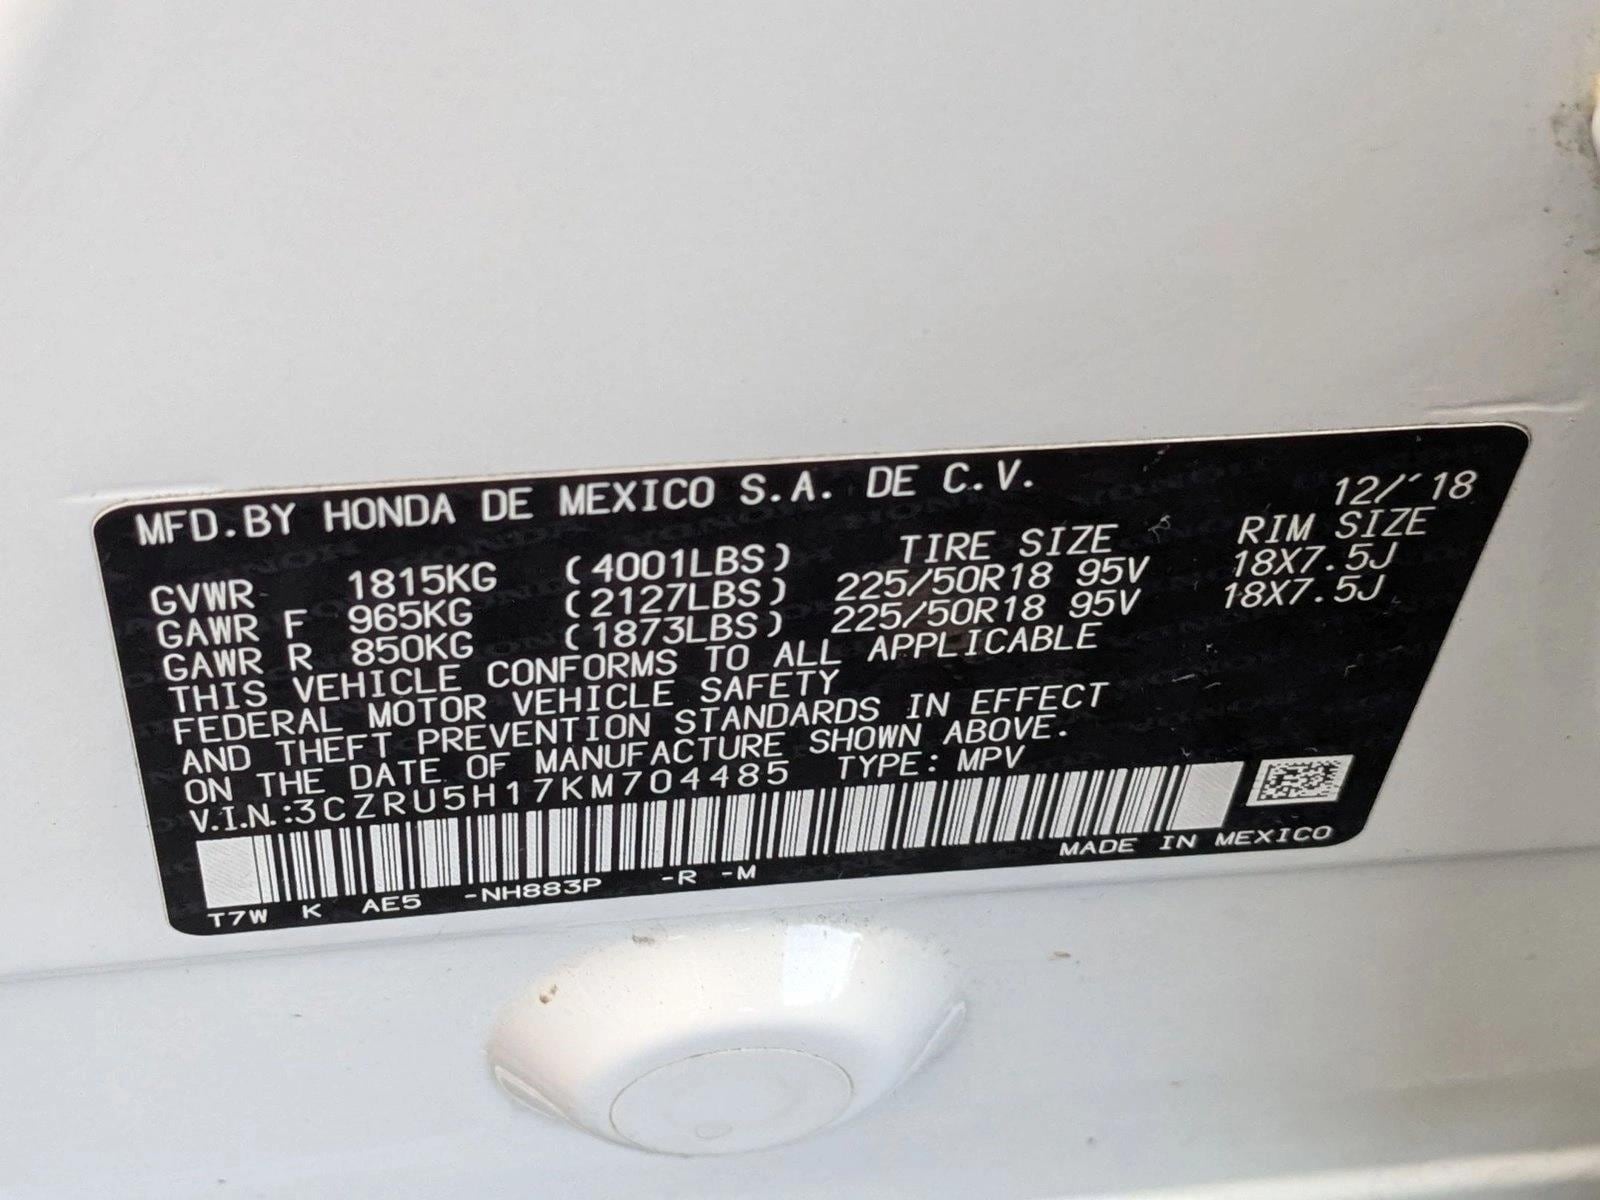 MFD.BY HONDA DE MEXICO S.A. DE C.V. 12/'18
TIRE SIZE RIM SIZE
GVWR 1815KG (4001LBS) 225/50R18 95V 18X7.5J
GAWR F 965KG (2127LBS) 225/50R18 95V 18X7.5J
GAWR R 850KG (1873LBS)
THIS VEHICLE CONFORMS TO ALL APPLICABLE
FEDERAL MOTOR VEHICLE SAFETY
AND THEFT PREVENTION STANDARDS IN EFFECT
ON THE DATE OF MANUFACTURE SHOWN ABOVE.
V.I.N.:3CZRU5H17KM704485 TYPE: MPV
MADE IN MEXICO
T7W K AE5 -NH883P -R -M